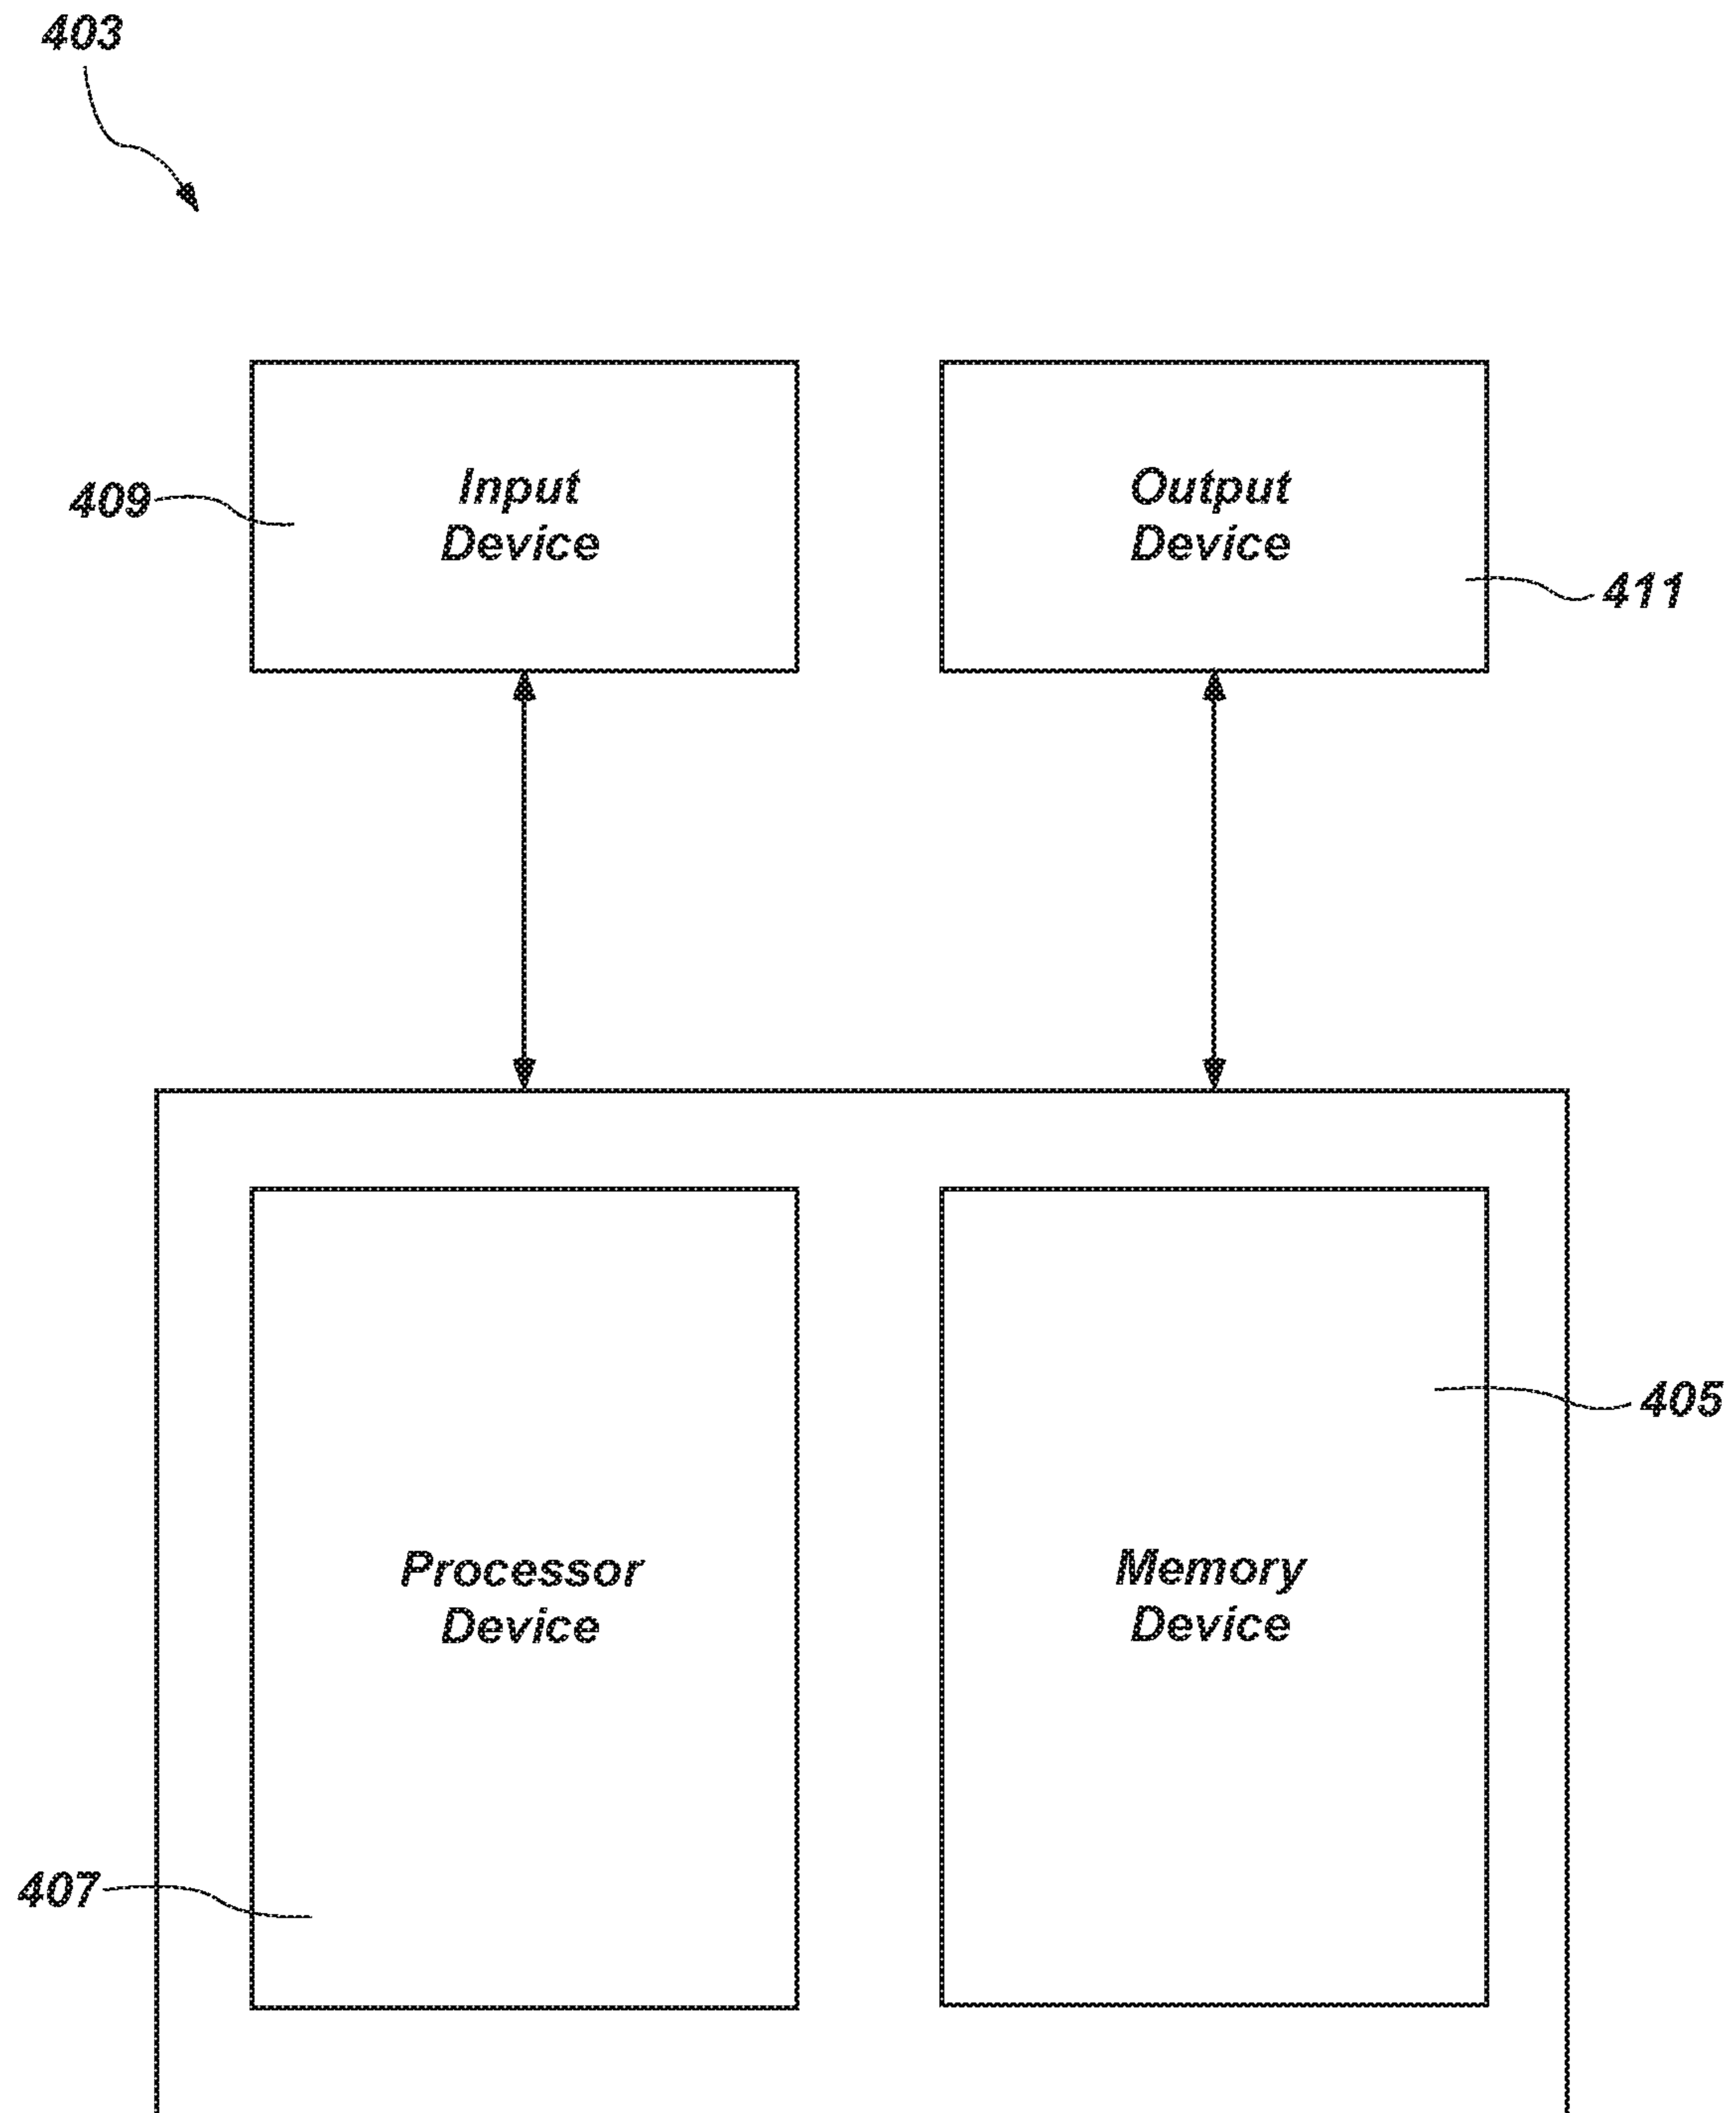 403
Input
Device
409
Output
Device
411
Processor
Device
407
Memory
Device
405